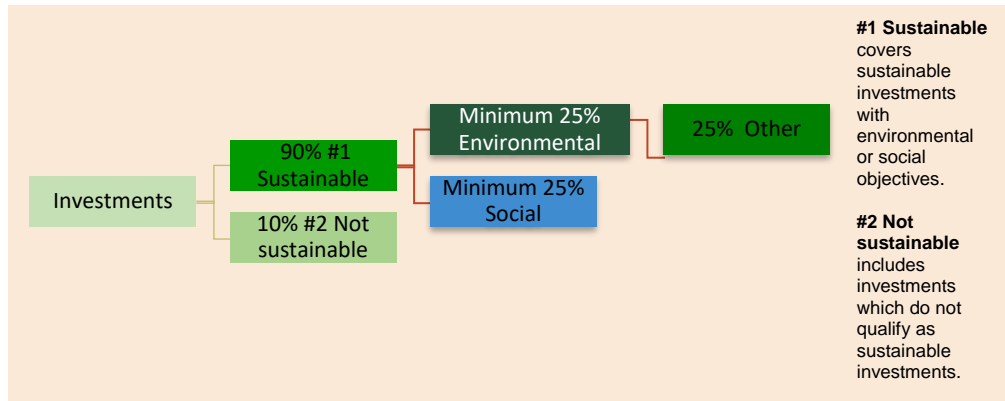 Investments
90% #1
Sustainable
10% #2 Not
sustainable
Minimum 25%
Environmental
Minimum 25%
Social
25%  Other
#1 Sustainable
covers
sustainable
investments
with
environmental
or social
objectives.
#2 Not
sustainable
includes
investments
which do not
qualify as
sustainable
investments.